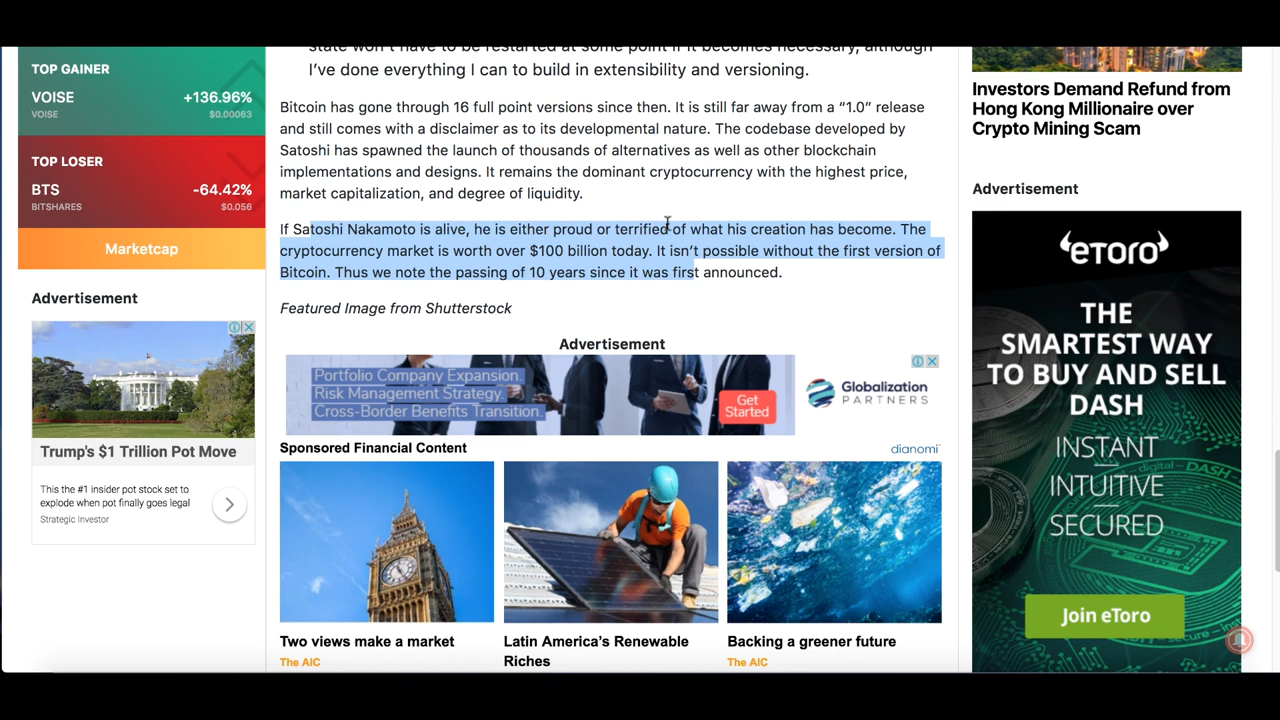 TOP GAINER
VOISE +136.96%
VOISE $0.00063
TOP LOSER
BTS -64.42%
BITSHARES $0.056
Marketcap
Advertisement
Trump's $1 Trillion Pot Move
This the #1 insider pot stock set to
explode when pot finally goes legal
Strategic Investor
state won't have to be restarted at some point if it becomes necessary, although
I've done everything I can to build in extensibility and versioning.
Bitcoin has gone through 16 full point versions since then. It is still far away from a “1.0” release
and still comes with a disclaimer as to its developmental nature. The codebase developed by
Satoshi has spawned the launch of thousands of alternatives as well as other blockchain
implementations and designs. It remains the dominant cryptocurrency with the highest price,
market capitalization, and degree of liquidity.
If Satoshi Nakamoto is alive, he is either proud or terrified of what his creation has become. The
cryptocurrency market is worth over $100 billion today. It isn't possible without the first version of
Bitcoin. Thus we note the passing of 10 years since it was first announced.
Featured Image from Shutterstock
Advertisement
Portfolio Company Expansion.
Risk Management Strategy.
Cross-Border Benefits Transition.
Get
Started
Globalization
PARTNERS
Sponsored Financial Content
dianomi
Two views make a market
The AIC
Latin America's Renewable
Riches
Backing a greener future
The AIC
Investors Demand Refund from
Hong Kong Millionaire over
Crypto Mining Scam
Advertisement
eToro
THE
SMARTEST WAY
TO BUY AND SELL
DASH
INSTANT
INTUITIVE
SECURED
Join eToro